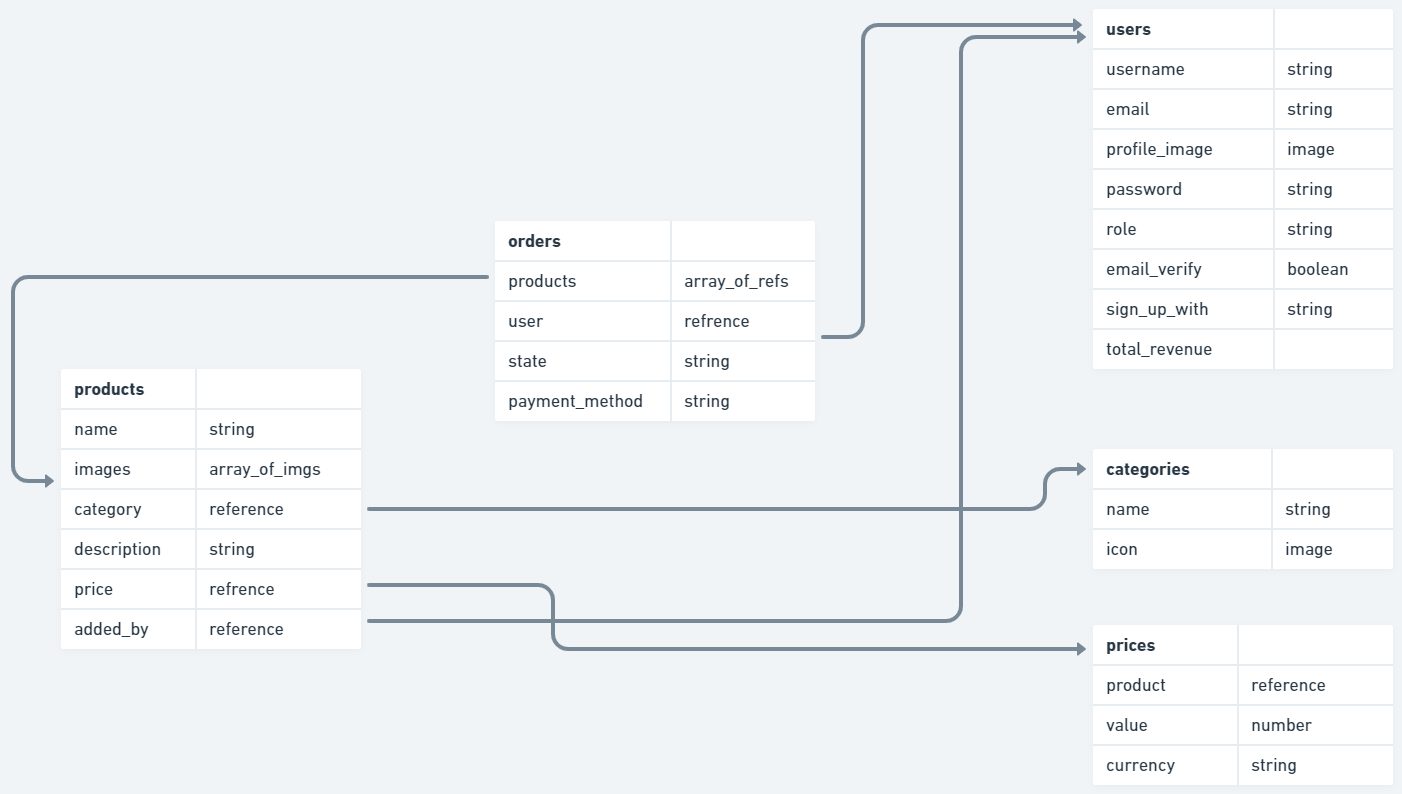 users
username string
email string
profile_image image
password string
role string
email_verify boolean
sign_up_with string
total_revenue
orders
products array_of_refs
user refrence
state string
payment_method string
products
name string
images array_of_imgs
category reference
description string
price refrence
added_by reference
categories
name string
icon image
prices
product reference
value number
currency string